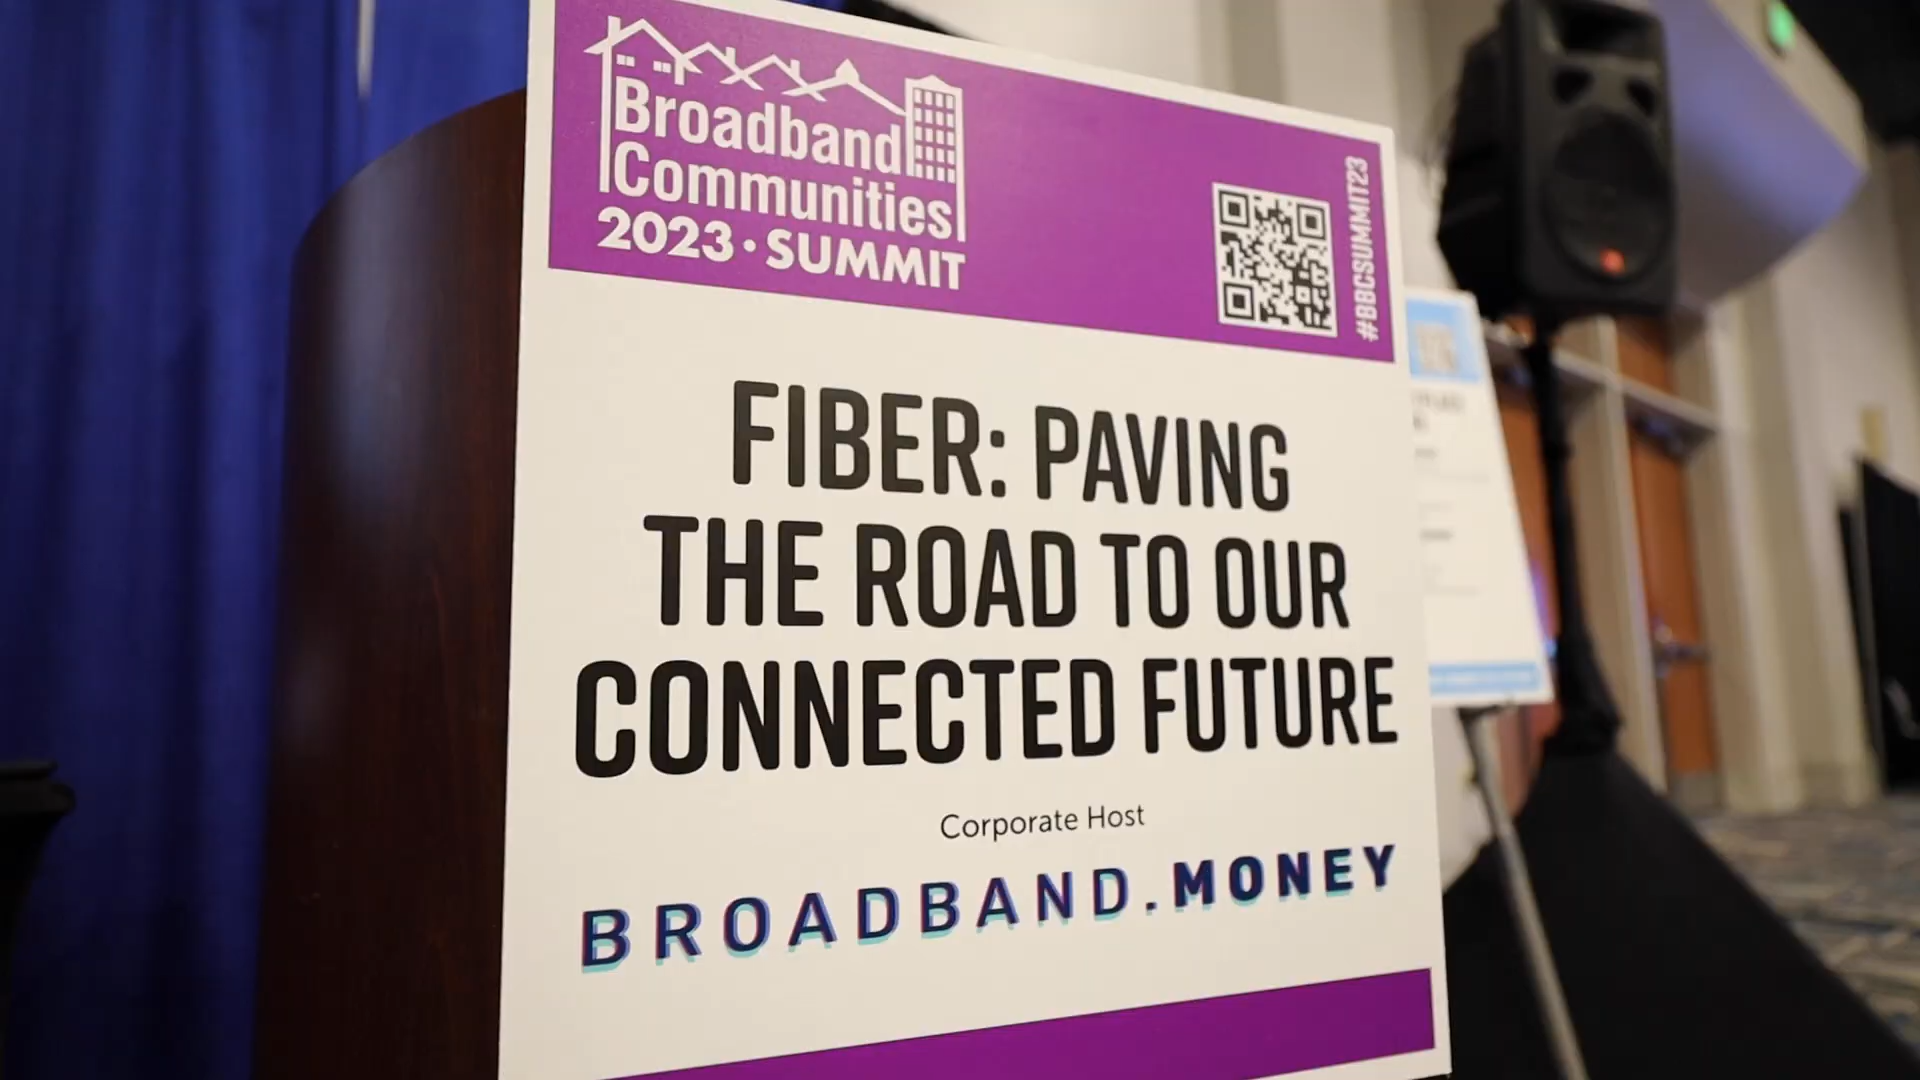 Broadband
Communities
2023 · SUMMIT
#BBCSUMMIT23
FIBER: PAVING
THE ROAD TO OUR
CONNECTED FUTURE
Corporate Host
BROADBAND.MONEY